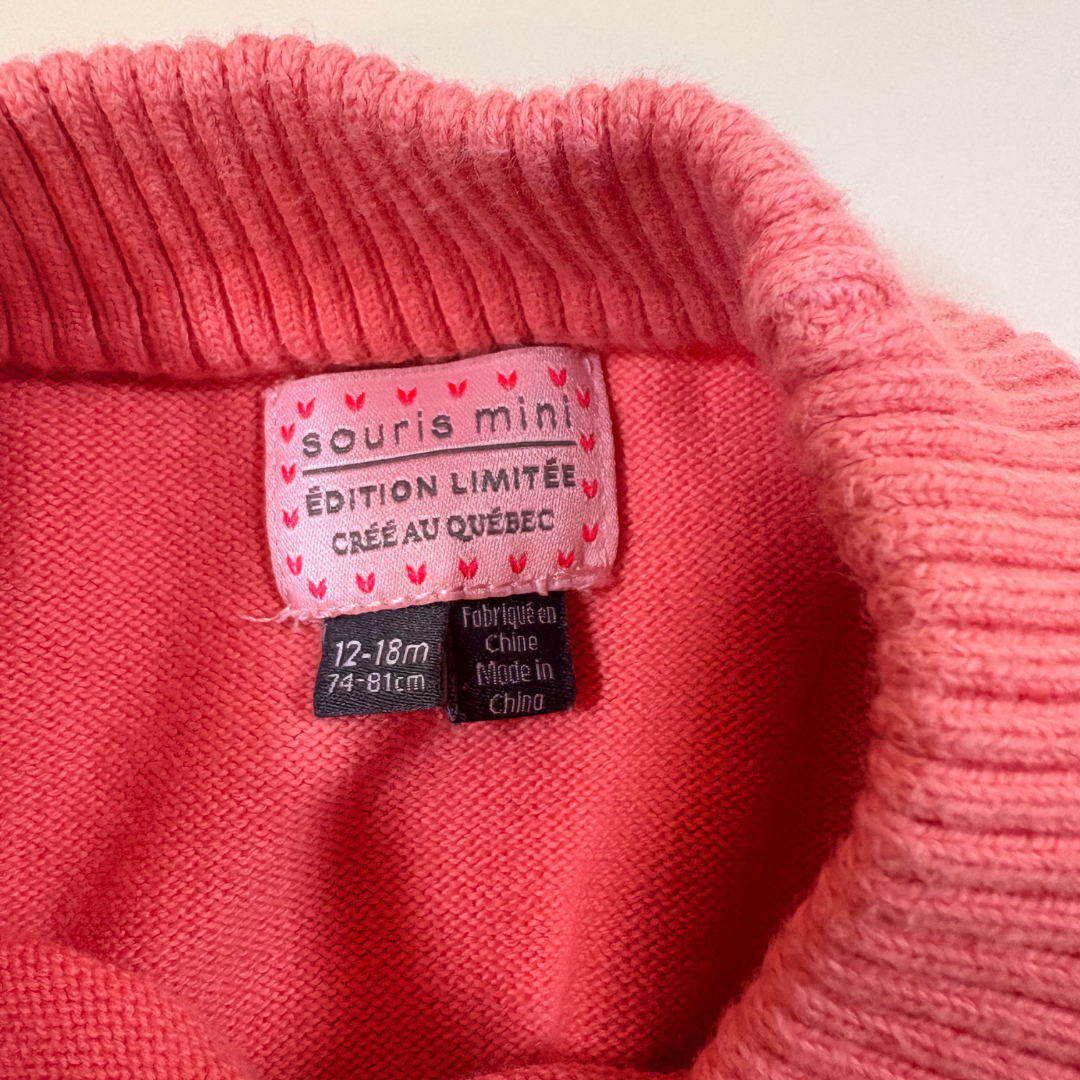 souris mini
ÉDITION LIMITÉE
CRÉÉ AU QUÉBEC
12-18m
74-81cm
Fabriqué en
Chine
Made in
China